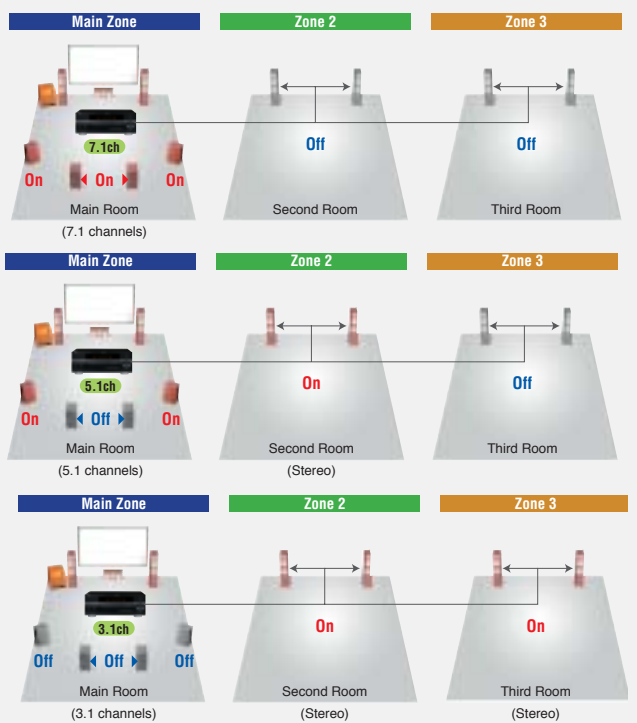 Main Zone Zone 2 Zone 3
7.1ch Off Off
On On On
Main Room Second Room Third Room
(7.1 channels)
Main Zone Zone 2 Zone 3
5.1ch On Off
On Off On
Main Room Second Room Third Room
(5.1 channels) (Stereo)
Main Zone Zone 2 Zone 3
3.1ch On On
Off Off Off
Main Room Second Room Third Room
(3.1 channels) (Stereo) (Stereo)